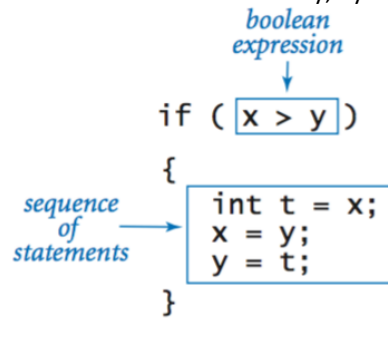 boolean
expression
if ( x > y )
{
int t = x;
x = y;
y = t;
}
sequence
of
statements